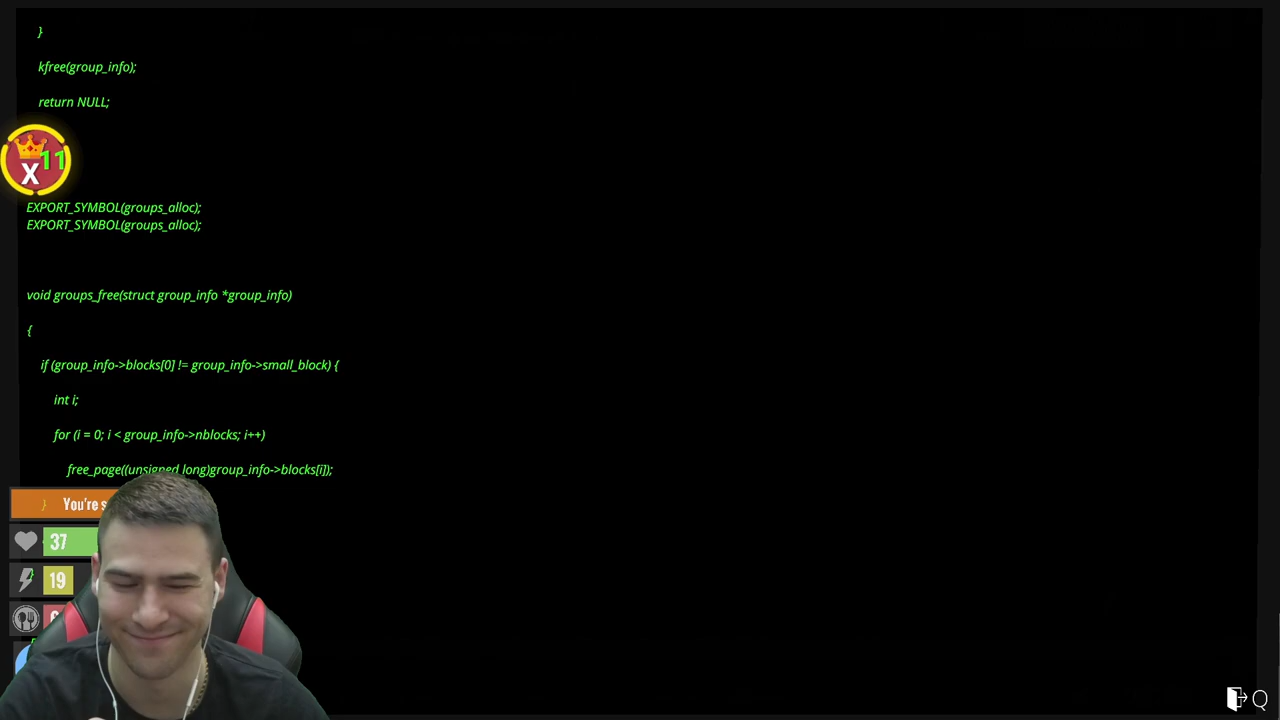 }
kfree(group_info);
return NULL;
11
X
EXPORT_SYMBOL(groups_alloc);
EXPORT_SYMBOL(groups_alloc);
void groups_free(struct group_info *group_info)
{
if (group_info->blocks[0] != group_info->small_block) {
int i;
for (i = 0; i < group_info->nblocks; i++)
free_page((unsigned long)group_info->blocks[i]);
}
You're
37
19
Q